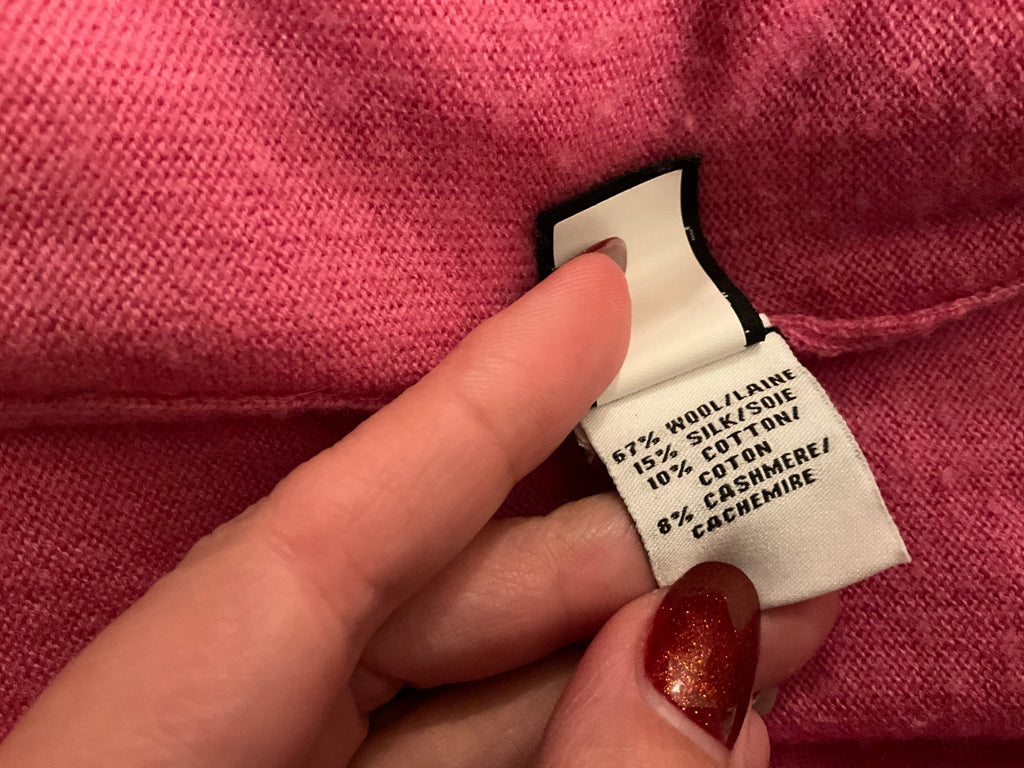 67% WOOL/LAINE
15% SILK/SOIE
10% COTTON/
COTON
8% CASHMERE/
CACHEMIRE